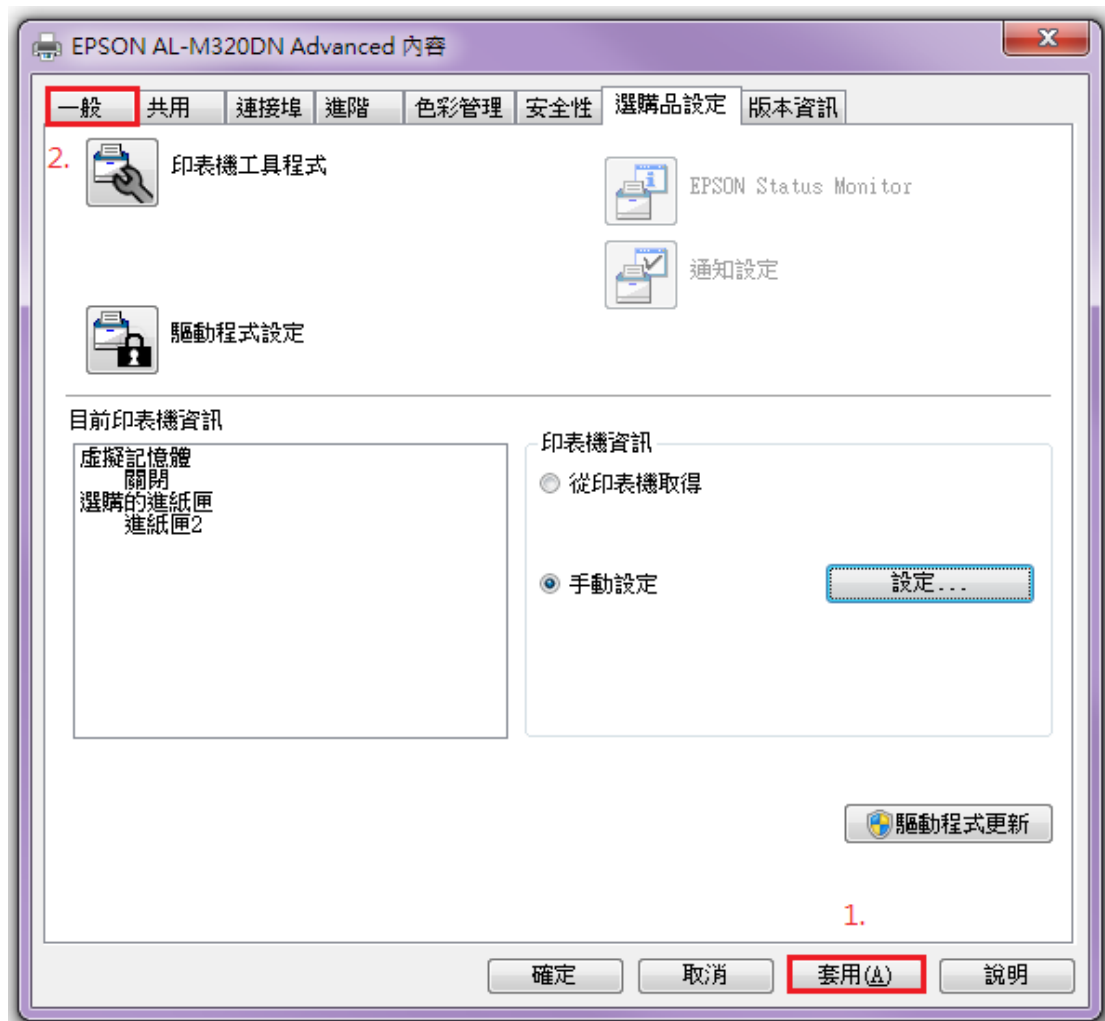 EPSON AL-M320DN Advanced 內容
一般 共用 連接埠 進階 色彩管理 安全性 選購品設定 版本資訊
2.
印表機工具程式
EPSON Status Monitor
通知設定
驅動程式設定
目前印表機資訊
虛擬記憶體
關閉
選購的進紙匣
進紙匣2
印表機資訊
從印表機取得
手動設定
設定...
驅動程式更新
1.
確定 取消 套用(A) 說明